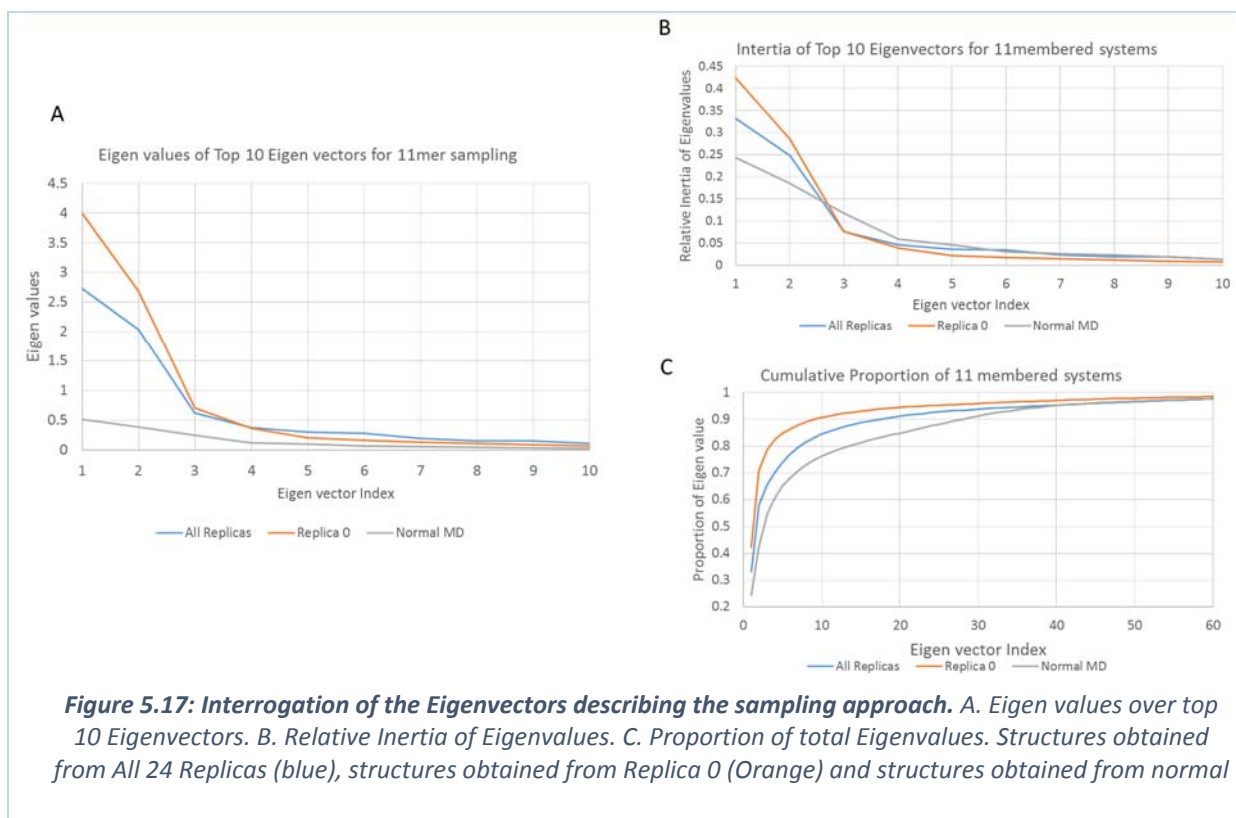 A
Eigen values of Top 10 Eigen vectors for 11mer sampling
4.5
4
3.5
3
2.5
2
1.5
1
0.5
0
Eigen values
1 2 3 4 5 6 7 8 9 10
Eigen vector Index
All Replicas Replica 0 Normal MD
B
Intertia of Top 10 Eigenvectors for 11membered systems
0.45
0.4
0.35
0.3
0.25
0.2
0.15
0.1
0.05
0
Relative Inertia of Eigenvalues
1 2 3 4 5 6 7 8 9 10
Eigen vector Index
All Replicas Replica 0 Normal MD
C
Cumulative Proportion of 11 membered systems
1
0.9
0.8
0.7
0.6
0.5
0.4
0.3
0.2
Proportion of Eigen value
0 10 20 30 40 50 60
Eigen vector Index
All Replicas Replica 0 Normal MD
Figure 5.17: Interrogation of the Eigenvectors describing the sampling approach. A. Eigen values over top
10 Eigenvectors. B. Relative Inertia of Eigenvalues. C. Proportion of total Eigenvalues. Structures obtained
from All 24 Replicas (blue), structures obtained from Replica 0 (Orange) and structures obtained from normal